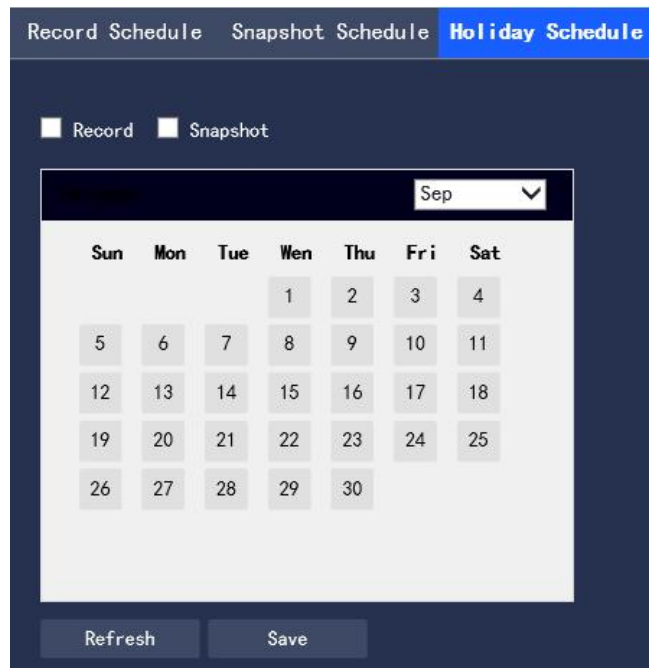 Record Schedule Snapshot Schedule Holiday Schedule
Record Snapshot
Sep
Sun Mon Tue Wen Thu Fri Sat
1 2 3 4
5 6 7 8 9 10 11
12 13 14 15 16 17 18
19 20 21 22 23 24 25
26 27 28 29 30
Refresh Save